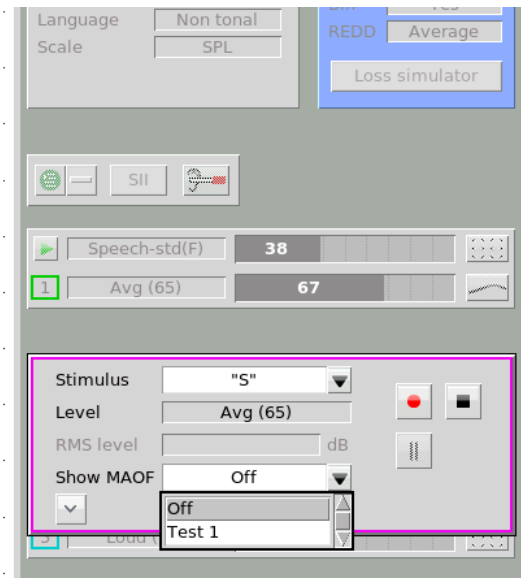 Language Non tonal
Scale SPL
REDD Average
Loss simulator
SII
Speech-std(F) 38
1 Avg (65) 67
Stimulus "S"
Level Avg (65)
RMS level dB
Show MAOF Off
Off
Test 1